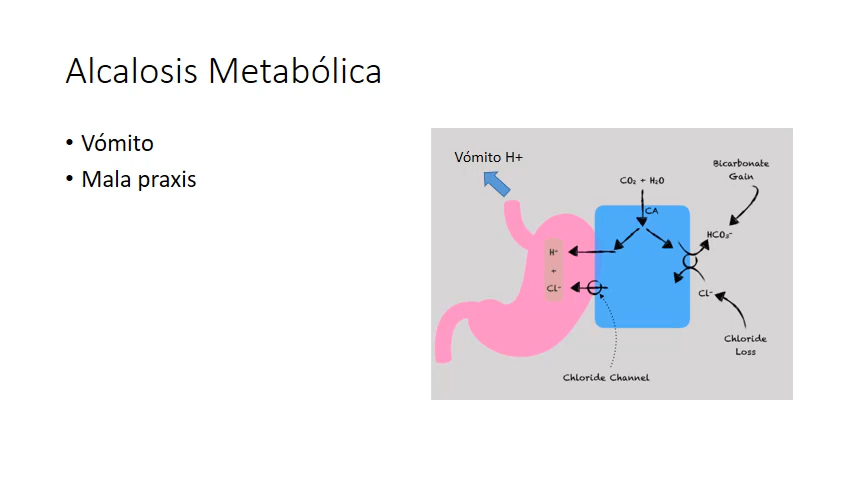 Alcalosis Metabólica
• Vómito
• Mala praxis
Vómito H+
Bicarbonate
Gain
CO₂ + H₂O
CA
HCO₃⁻
H⁺
+
Cl⁻
Cl⁻
Chloride
Loss
Chloride Channel